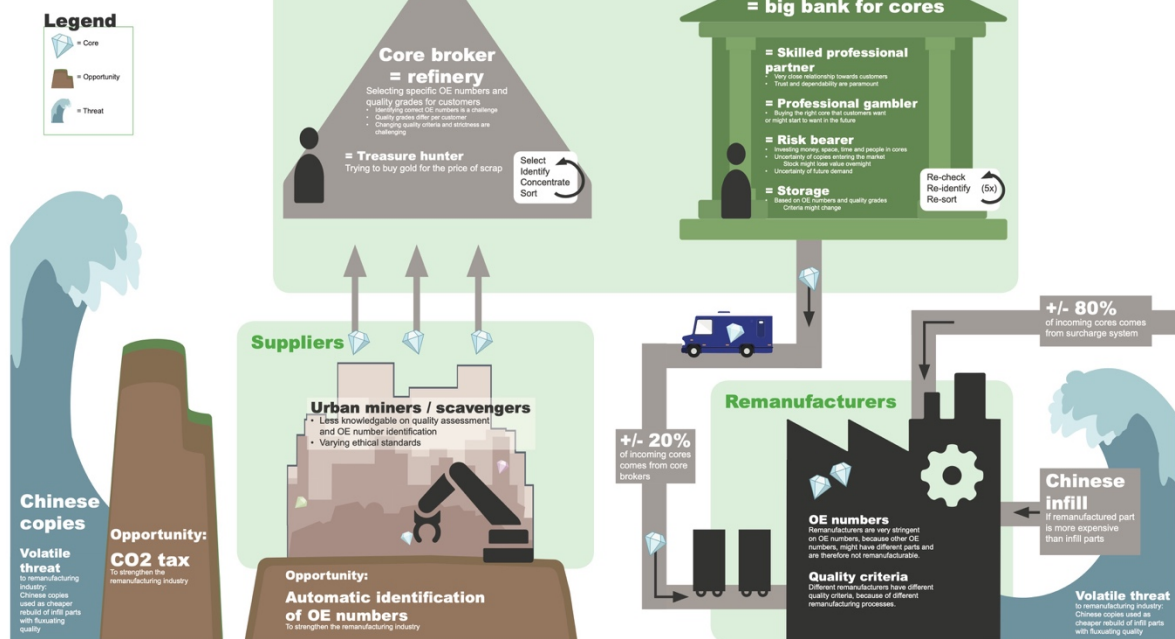 Legend
= Core
= Opportunity
= Threat
Core broker
= refinery
Selecting specific OE numbers and
quality grades for customers
• Identifying correct OE numbers is a challenge
• Quality grades differ per customer
• Changing quality criteria and strictness are
challenging
= Treasure hunter
Trying to buy gold for the price of scrap
Select
Identify
Concentrate
Sort
= big bank for cores
= Skilled professional
partner
• Very close relationship towards customers
• Trust and dependability are paramount
= Professional gambler
• Buying the right core that customers want
or might start to want in the future
= Risk bearer
• Investing money, space, time and people in cores
• Uncertainty of copies entering the market
Stock might lose value overnight
• Uncertainty of future demand
= Storage
• Based on OE numbers and quality grades
Criteria might change
Re-check
Re-identify (5x)
Re-sort
Suppliers
Urban miners / scavengers
• Less knowledgable on quality assessment
and OE number identification
• Varying ethical standards
Opportunity:
Automatic identification
of OE numbers
To strengthen the remanufacturing industry
Chinese
copies
Volatile
threat
to remanufacturing
industry:
Chinese copies
used as cheaper
rebuild of infill parts
with fluxuating
quality
Opportunity:
CO2 tax
To strengthen the
remanufacturing industry
+/- 20%
of incoming cores
comes from core
brokers
+/- 80%
of incoming cores comes
from surcharge system
Remanufacturers
OE numbers
Remanufacturers are very stringent
on OE numbers, because other OE
numbers, might have different parts and
are therefore not remanufacturable.
Quality criteria
Different remanufacturers have different
quality criteria, because of different
remanufacturing processes.
Chinese
infill
If remanufactured part
is more expensive
than infill parts
Volatile threat
to remanufacturing industry:
Chinese copies used as
cheaper rebuild of infill parts
with fluxuating quality